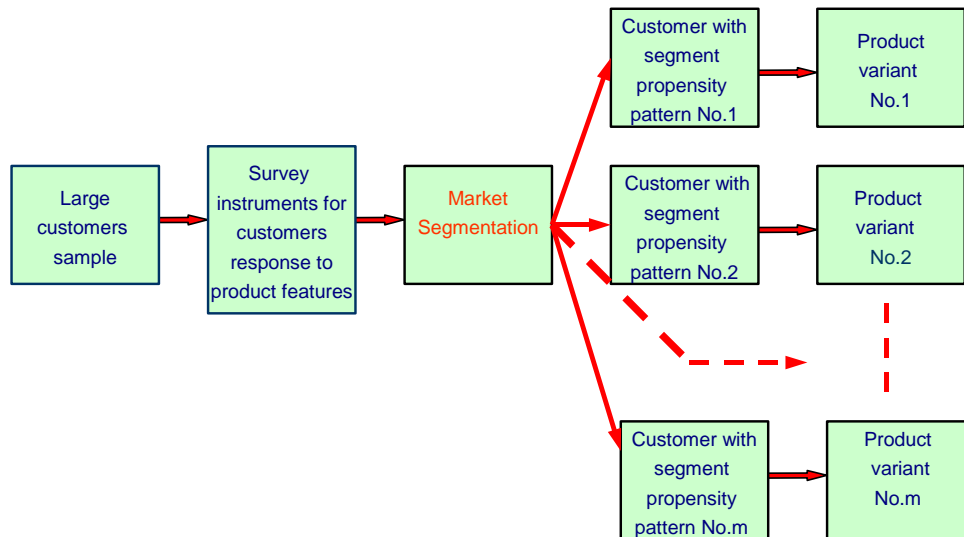 Large
customers
sample
Survey
instruments for
customers
response to
product features
Market
Segmentation
Customer with
segment
propensity
pattern No.1
Product
variant
No.1
Customer with
segment
propensity
pattern No.2
Product
variant
No.2
Customer with
segment
propensity
pattern No.m
Product
variant
No.m